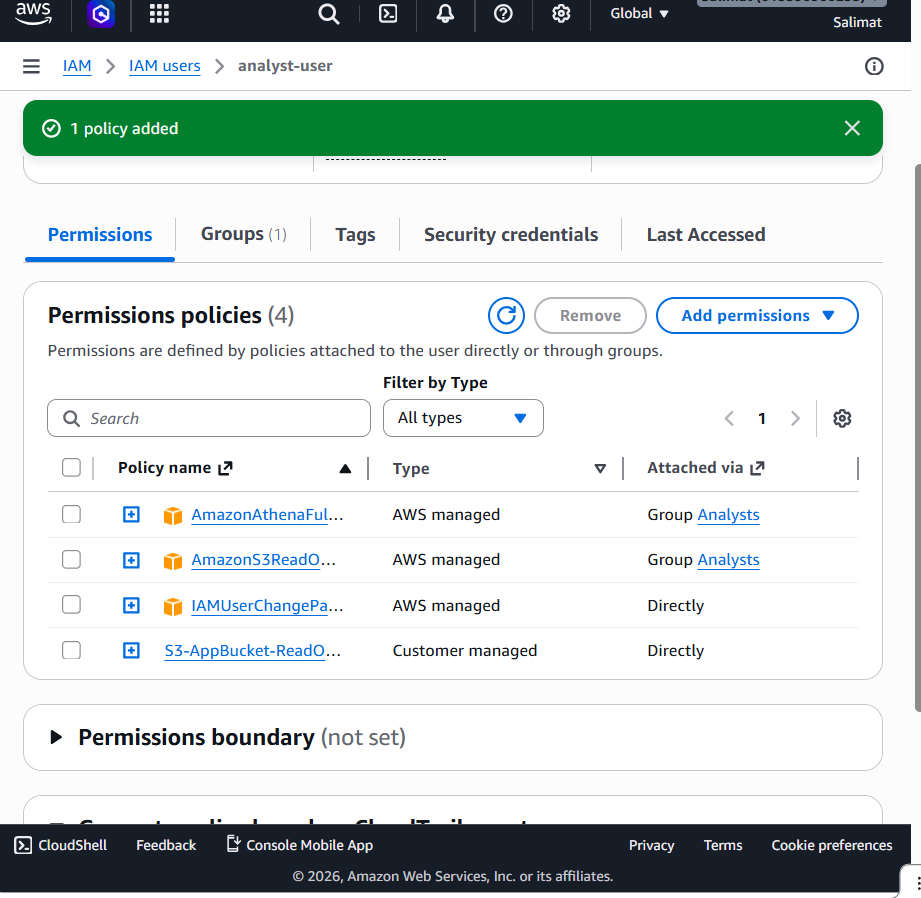 aws
Global
Salimat
IAM
IAM users
analyst-user
1 policy added
Permissions
Groups (1)
Tags
Security credentials
Last Accessed
Permissions policies (4)
Remove
Add permissions
Permissions are defined by policies attached to the user directly or through groups.
Filter by Type
Search
All types
1
Policy name
Type
Attached via
AmazonAthenaFul...
AWS managed
Group Analysts
AmazonS3ReadO...
AWS managed
Group Analysts
IAMUserChangePa...
AWS managed
Directly
S3-AppBucket-ReadO...
Customer managed
Directly
Permissions boundary (not set)
CloudShell
Feedback
Console Mobile App
Privacy
Terms
Cookie preferences
© 2026, Amazon Web Services, Inc. or its affiliates.